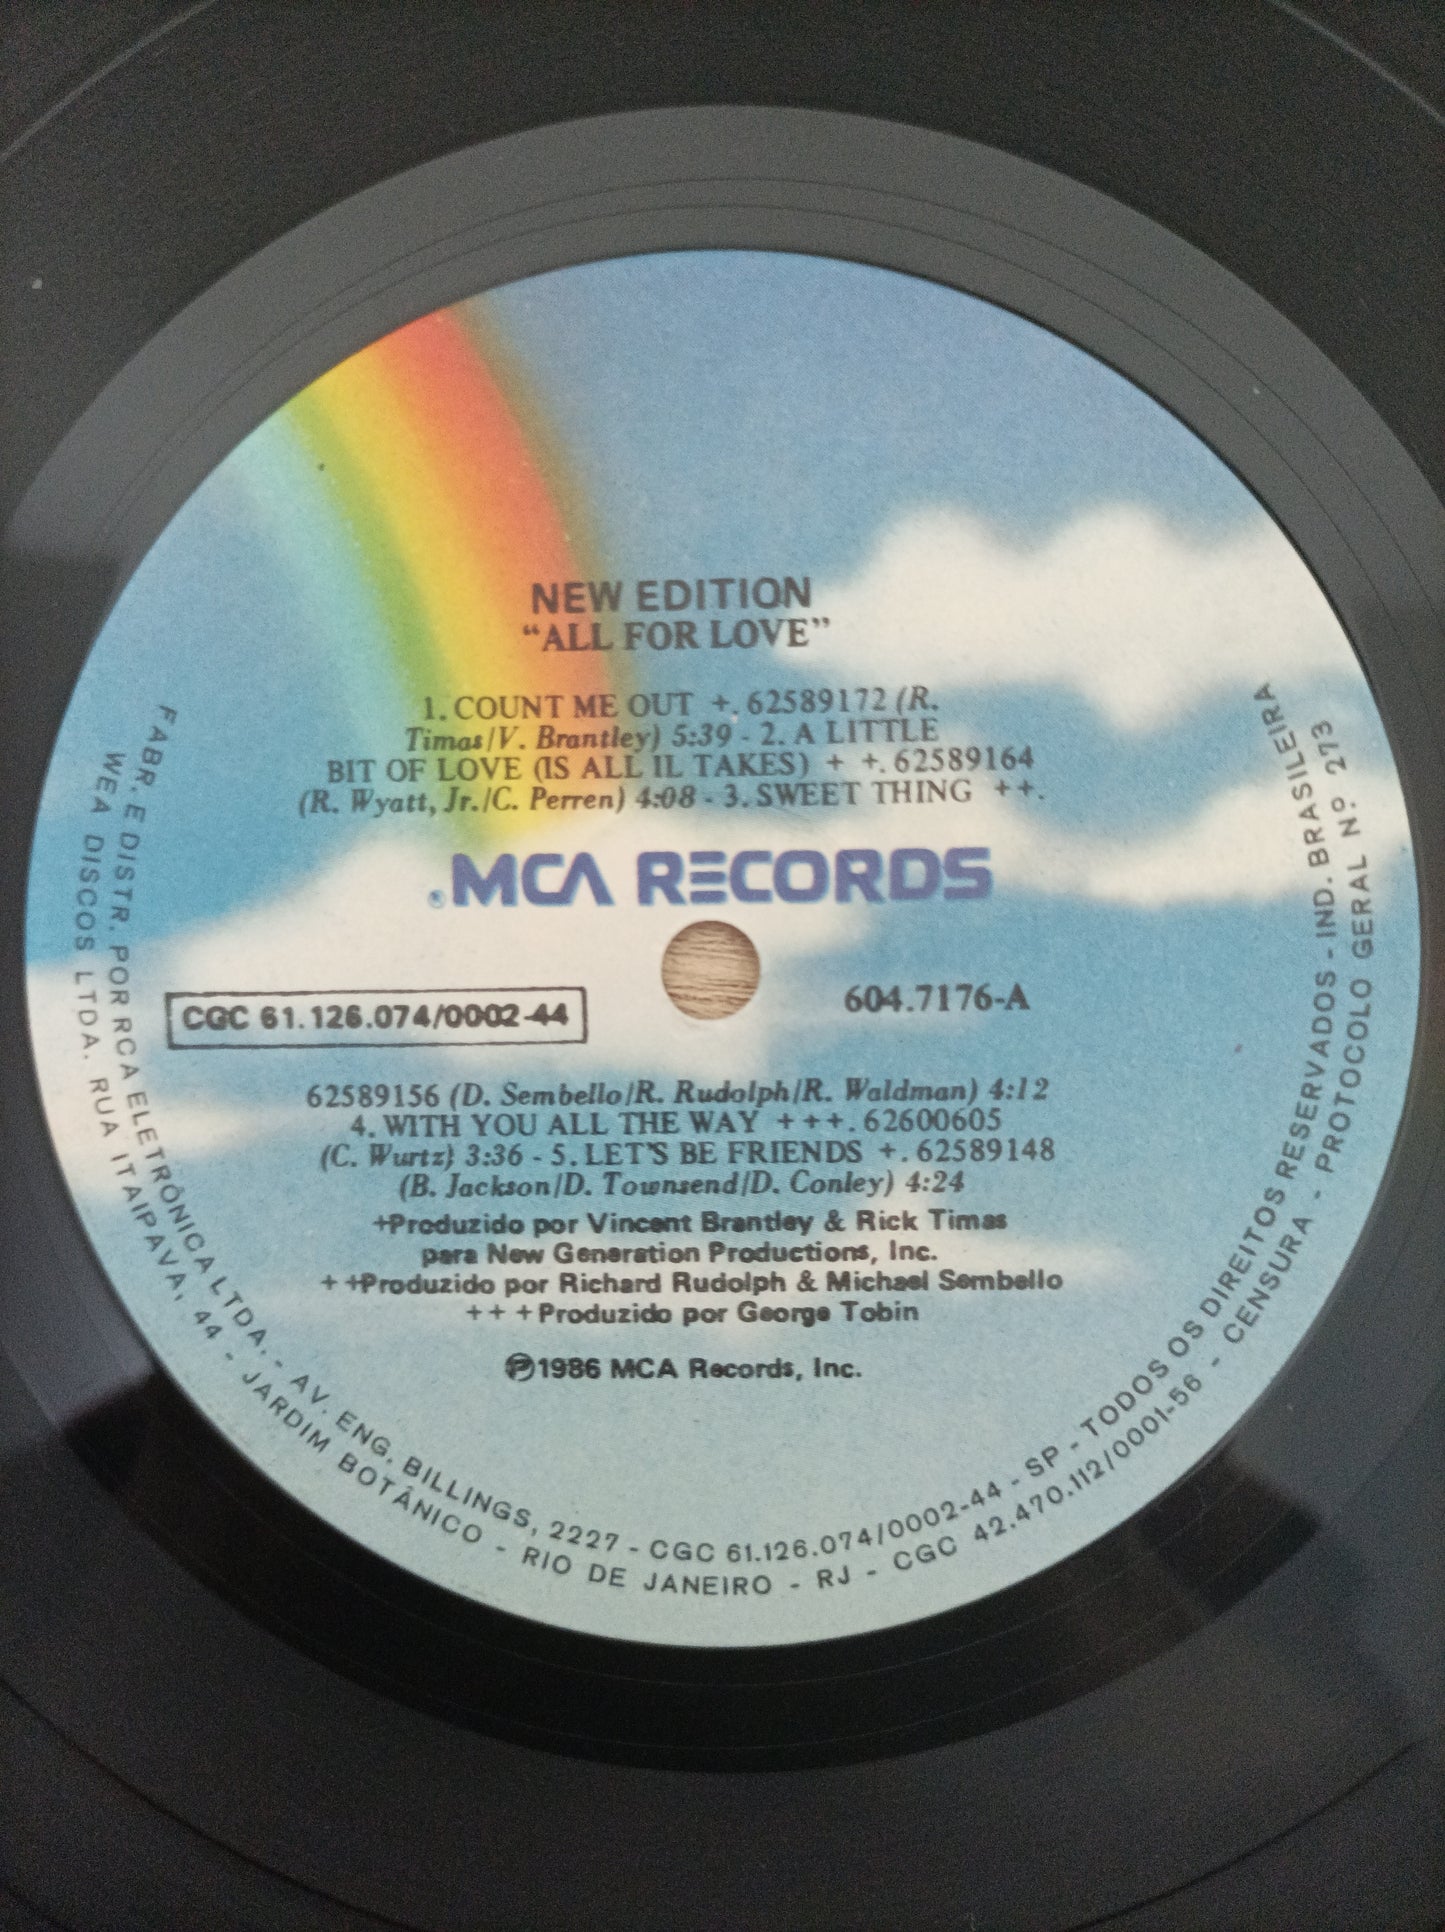 NEW EDITION
“ALL FOR LOVE”
1. COUNT ME OUT +. 62589172 (R.
Timas/V. Brantley) 5:39 - 2. A LITTLE
BIT OF LOVE (IS ALL IL TAKES) + +. 62589164
(R. Wyatt, Jr./C. Perren) 4:08 - 3. SWEET THING ++.
®MCA RECORDS
CGC 61.126.074/0002-44
604.7176-A
62589156 (D. Sembello/R. Rudolph/R. Waldman) 4:12
4. WITH YOU ALL THE WAY +++. 62600605
(C. Wurtz) 3:36 - 5. LET'S BE FRIENDS +. 62589148
(B. Jackson/D. Townsend/D. Conley) 4:24
+Produzido por Vincent Brantley & Rick Timas
para New Generation Productions, Inc.
++Produzido por Richard Rudolph & Michael Sembello
+++Produzido por George Tobin
℗1986 MCA Records, Inc.
FABR. E DISTR. POR RCA ELETRÔNICA LTDA. - AV. ENG. BILLINGS, 2227 - CGC 61.126.074/0002-44 - SP - TODOS OS DIREITOS RESERVADOS - IND. BRASILEIRA
WEA DISCOS LTDA. RUA ITAIPAVA, 44 - JARDIM BOTÂNICO - RIO DE JANEIRO - RJ - CGC 42.470.112/0001-56 - CENSURA - PROTOCOLO GERAL Nº 273